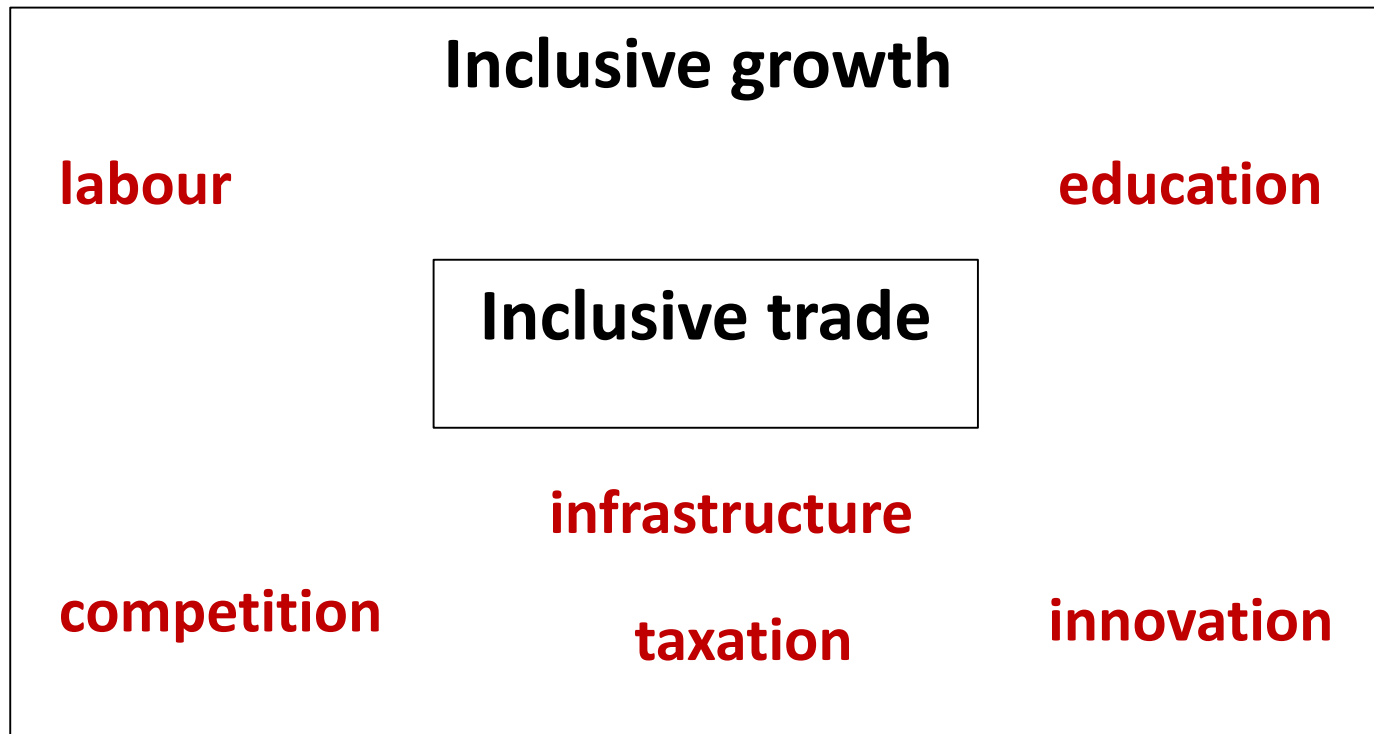 Inclusive growth
labour
education
Inclusive trade
infrastructure
competition
taxation
innovation